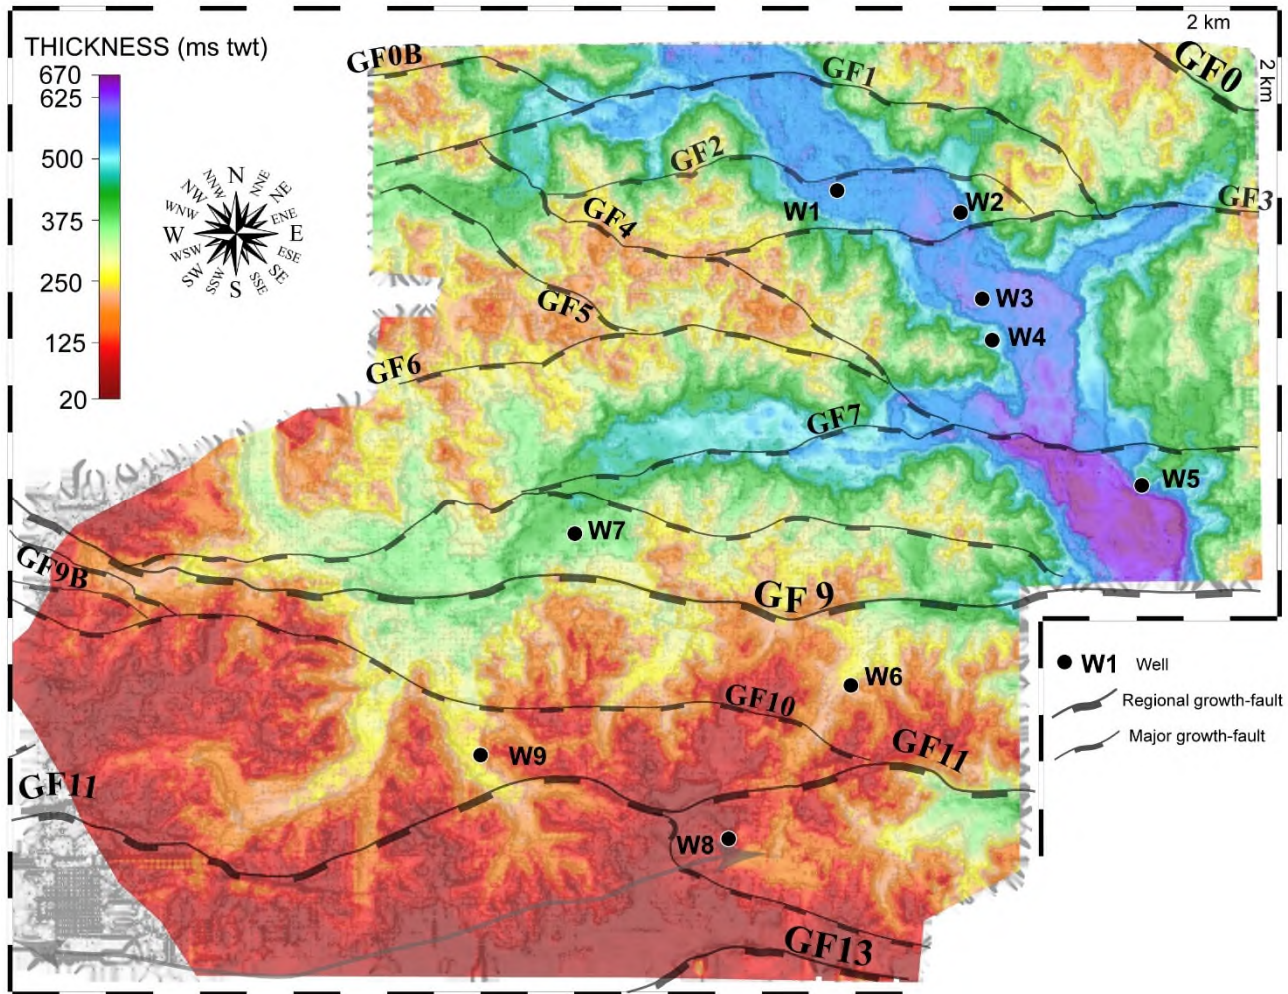 2 km
2 km
THICKNESS (ms twt)
670
625
500
375
250
125
20
N
NNE
NE
ENE
E
ESE
SE
SSE
S
SSW
SW
WSW
W
WNW
NW
NNW
GF0B
GF1
GF0
GF2
GF3
W1
W2
GF4
W3
GF5
W4
GF6
GF7
W5
W7
GF9B
GF 9
W6
GF10
W9
GF11
GF11
W8
GF13
W1 Well
Regional growth-fault
Major growth-fault